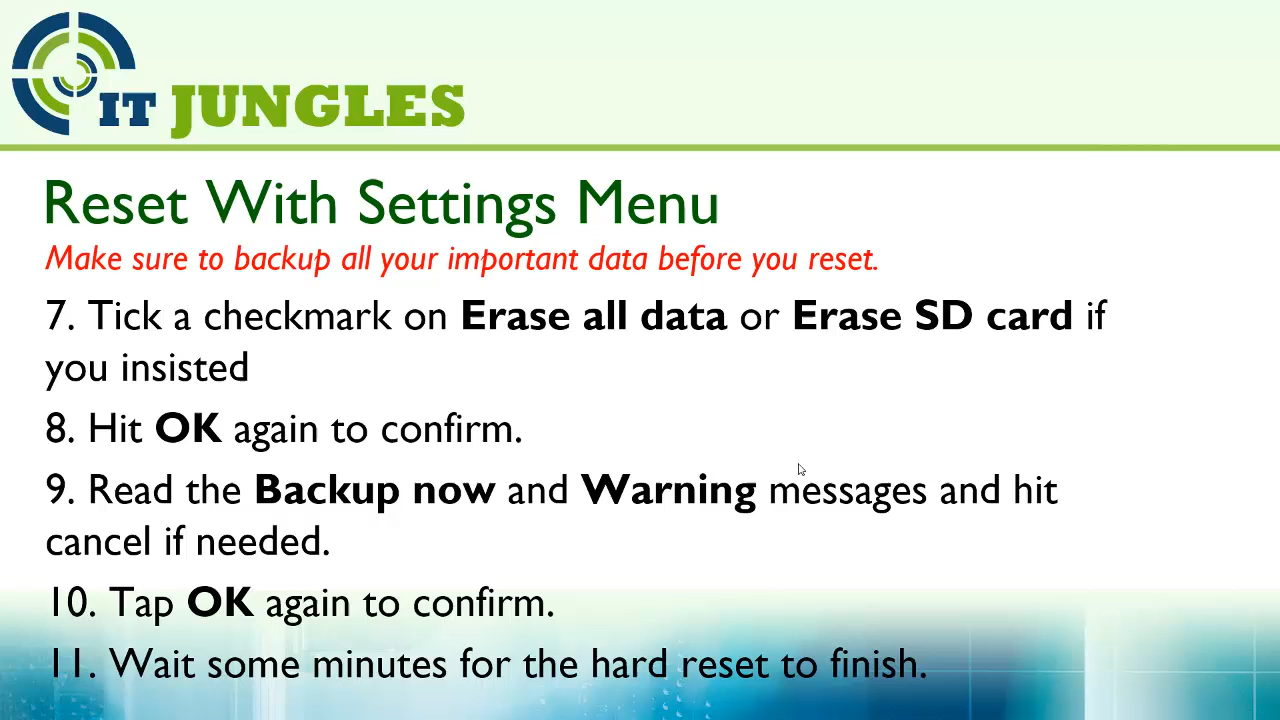 IT JUNGLES
Reset With Settings Menu
Make sure to backup all your important data before you reset.
7. Tick a checkmark on Erase all data or Erase SD card if
you insisted
8. Hit OK again to confirm.
9. Read the Backup now and Warning messages and hit
cancel if needed.
10. Tap OK again to confirm.
11. Wait some minutes for the hard reset to finish.